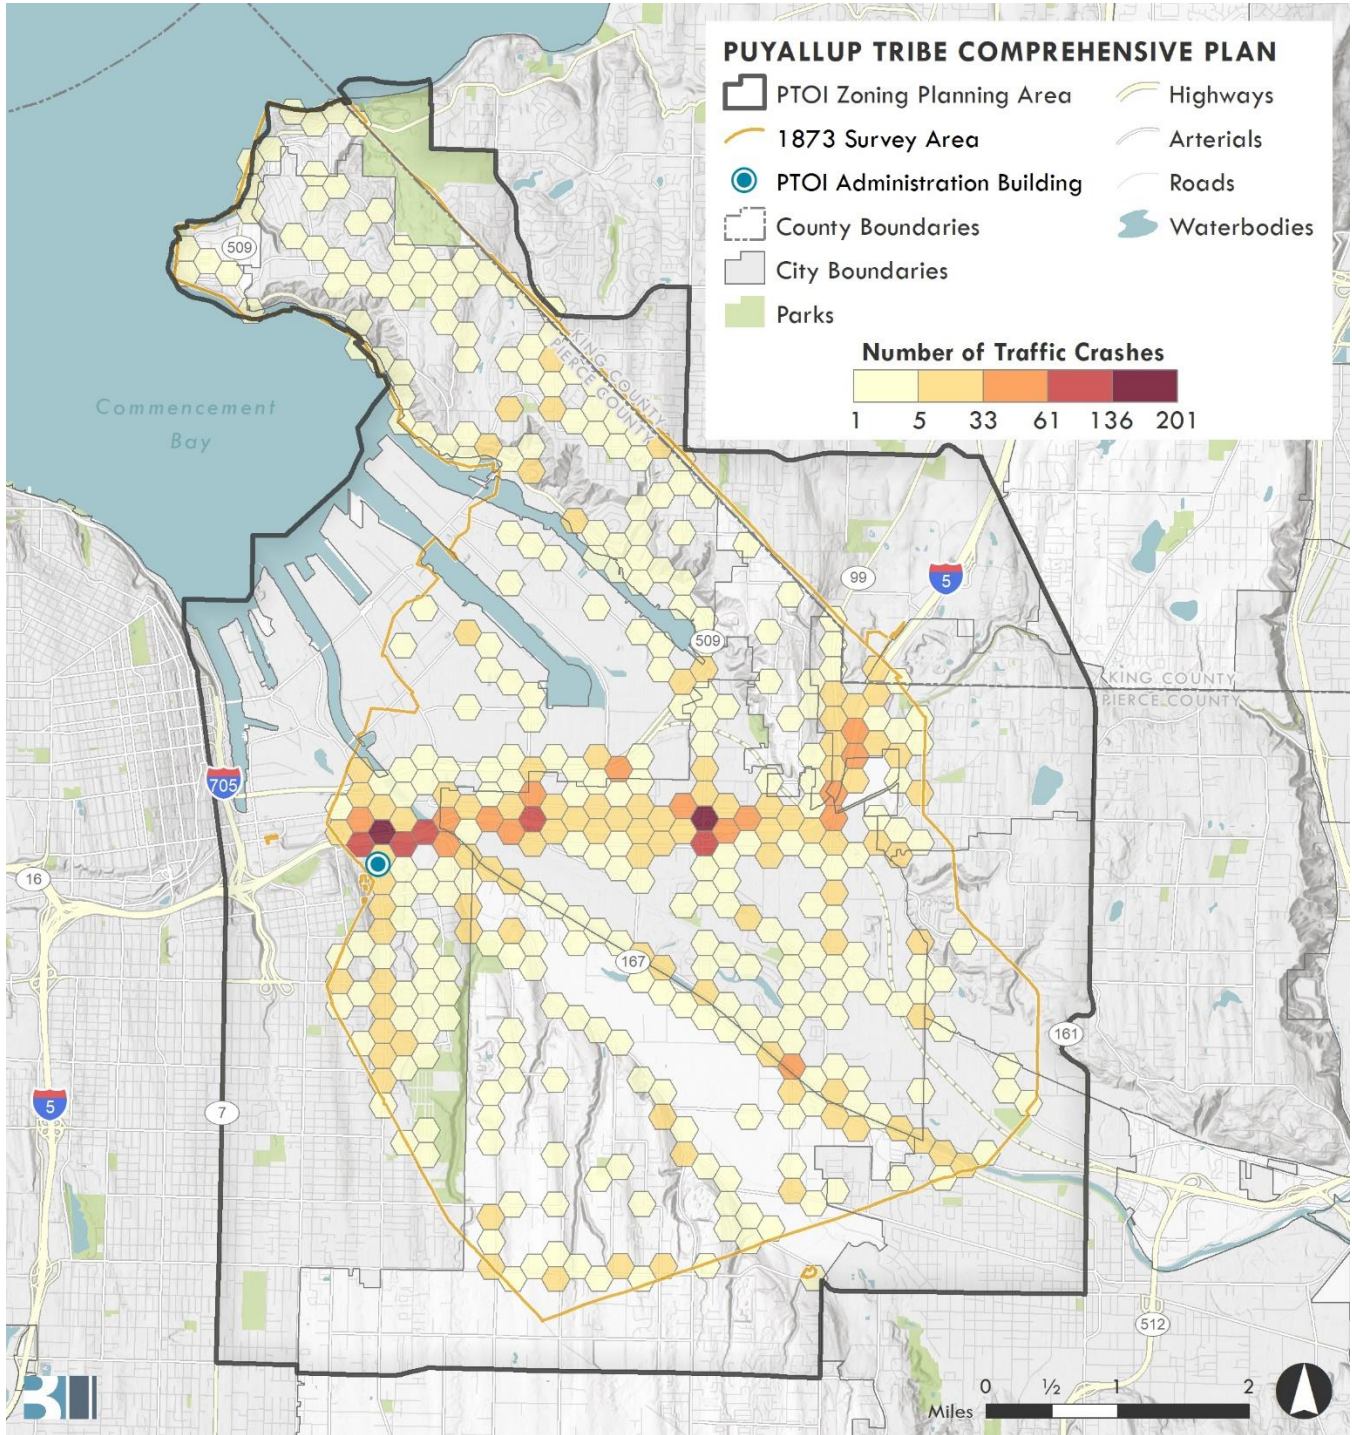 PUYALLUP TRIBE COMPREHENSIVE PLAN
PTOI Zoning Planning Area
1873 Survey Area
PTOI Administration Building
County Boundaries
City Boundaries
Parks
Highways
Arterials
Roads
Waterbodies
Number of Traffic Crashes
1 5 33 61 136 201
509
KING COUNTY
PIERCE COUNTY
Commencement
Bay
99
5
509
KING COUNTY
PIERCE COUNTY
705
16
167
161
5
7
512
0 ½ 1 2
Miles